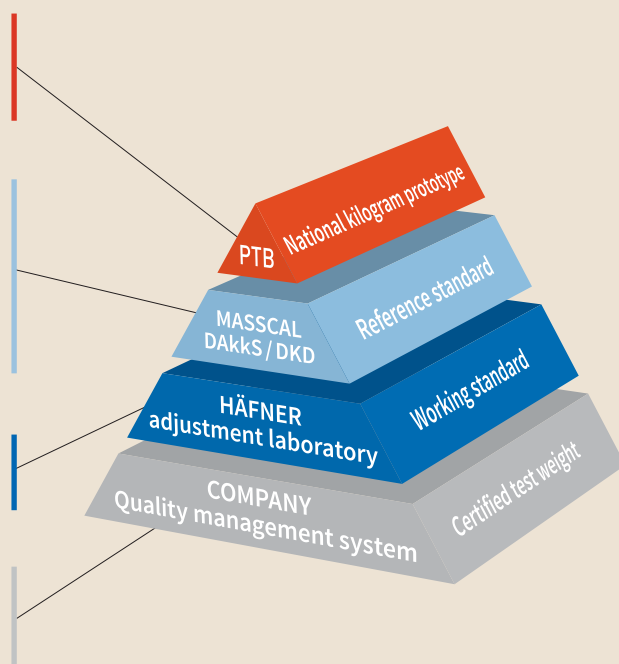 PTB
National kilogram prototype
MASSCAL
DAkkS / DKD
Reference standard
HÄFNER
adjustment laboratory
Working standard
COMPANY
Quality management system
Certified test weight